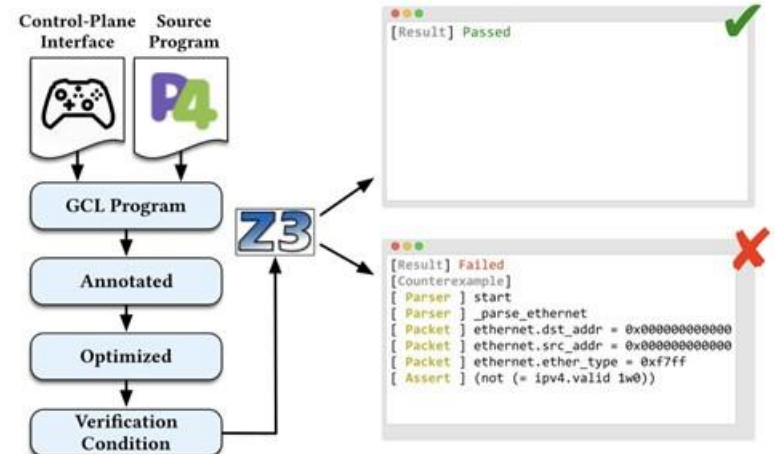 Control-Plane
Interface
Source
Program
P4
GCL Program
Annotated
Optimized
Verification
Condition
Z3
[Result] Passed
[Result] Failed
[Counterexample]
[ Parser ] start
[ Parser ] _parse_ethernet
[ Packet ] ethernet.dst_addr = 0x000000000000
[ Packet ] ethernet.src_addr = 0x000000000000
[ Packet ] ethernet.ether_type = 0xf7ff
[ Assert ] (not (= ipv4.valid 1w0))